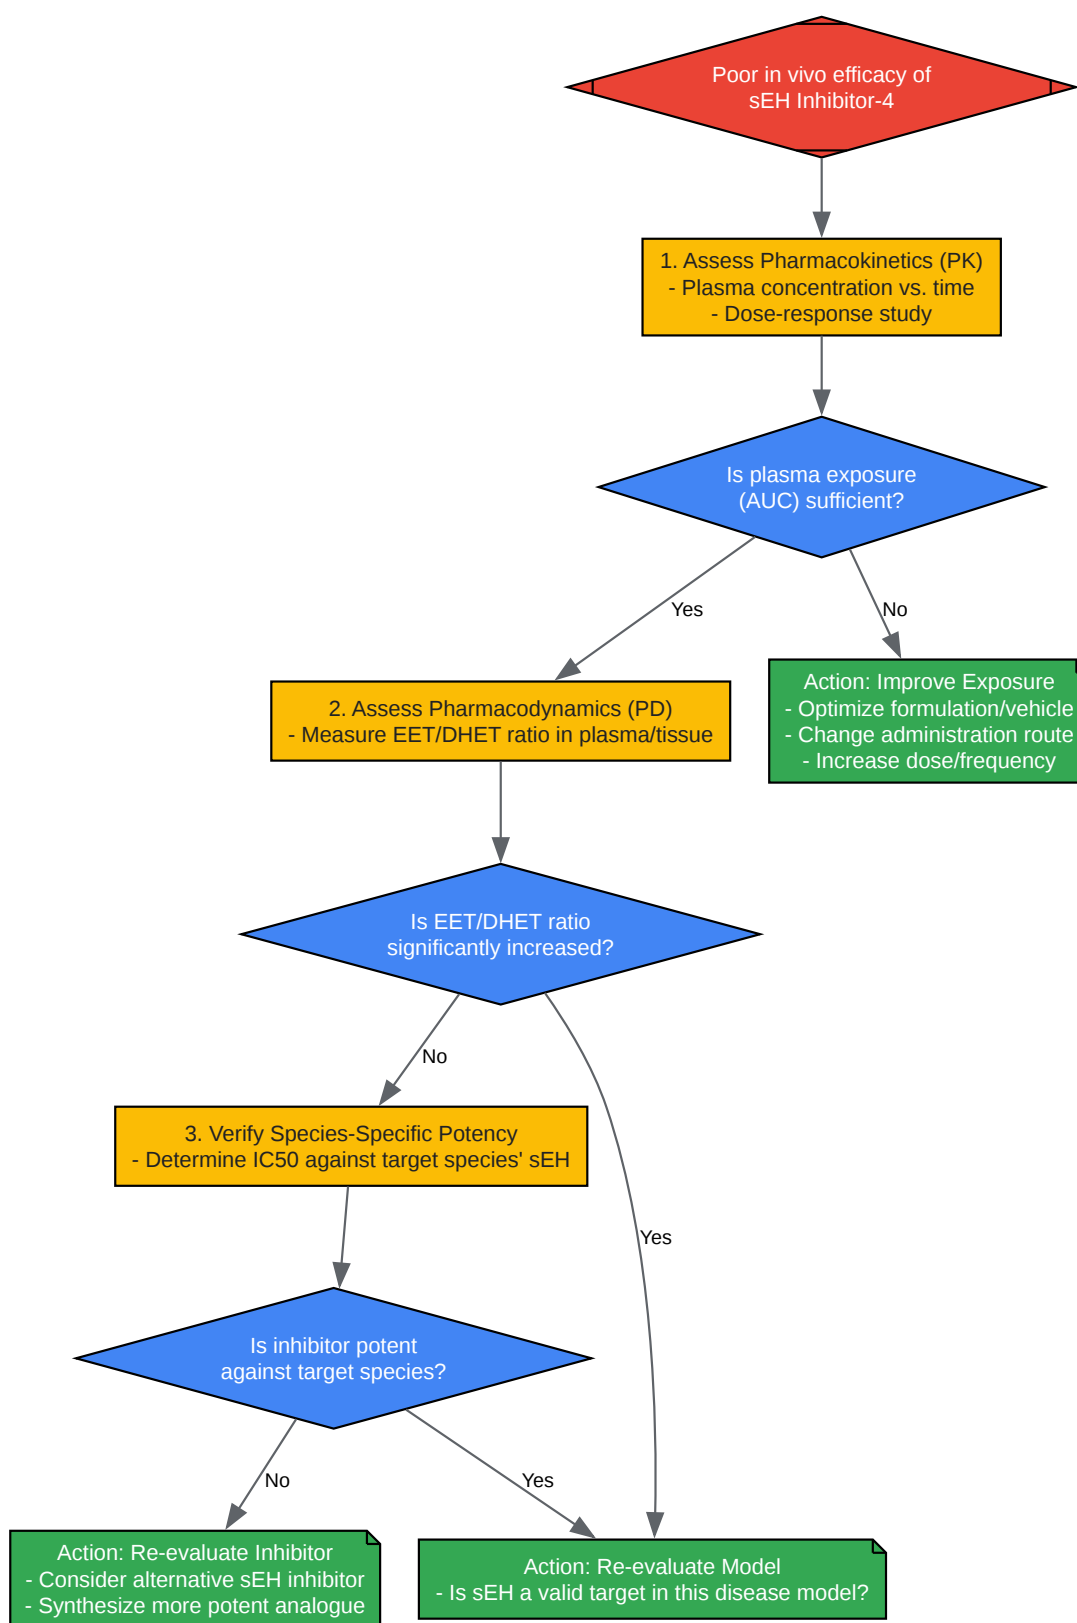 Poor in vivo efficacy of
sEH Inhibitor-4
1. Assess Pharmacokinetics (PK)
- Plasma concentration vs. time
- Dose-response study
Is plasma exposure
(AUC) sufficient?
Yes
No
2. Assess Pharmacodynamics (PD)
- Measure EET/DHET ratio in plasma/tissue
Action: Improve Exposure
- Optimize formulation/vehicle
- Change administration route
- Increase dose/frequency
Is EET/DHET ratio
significantly increased?
No
3. Verify Species-Specific Potency
- Determine IC50 against target species' sEH
Yes
Is inhibitor potent
against target species?
No
Yes
Action: Re-evaluate Inhibitor
- Consider alternative sEH inhibitor
- Synthesize more potent analogue
Action: Re-evaluate Model
- Is sEH a valid target in this disease model?